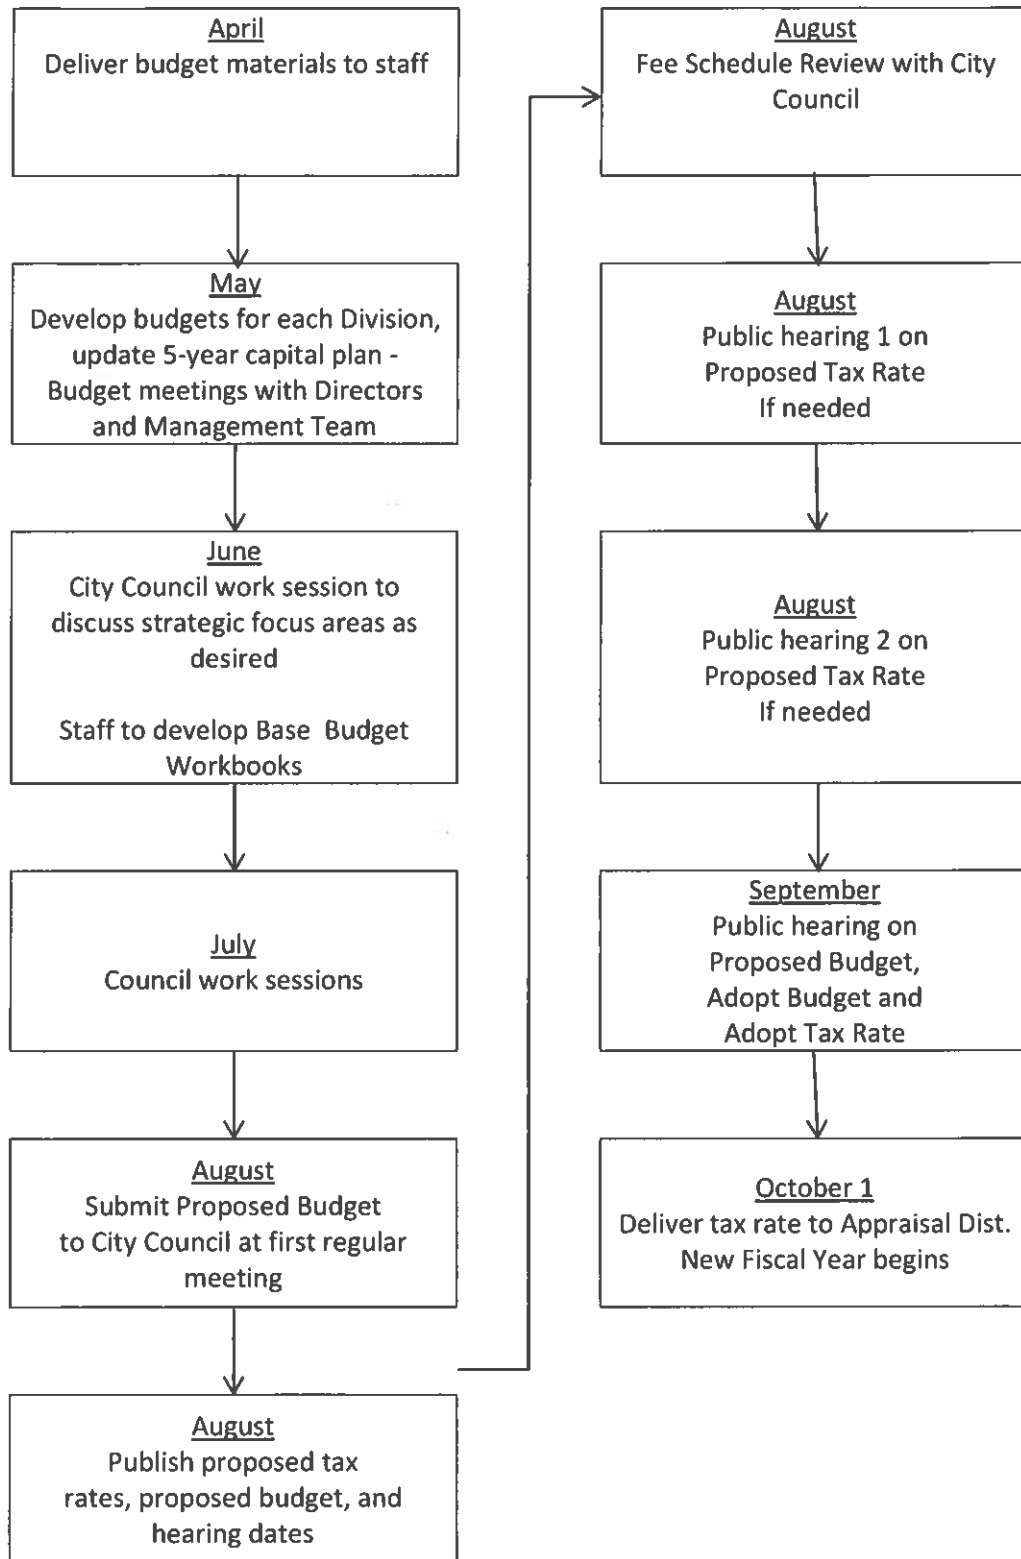 April
Deliver budget materials to staff
May
Develop budgets for each Division,
update 5-year capital plan -
Budget meetings with Directors
and Management Team
June
City Council work session to
discuss strategic focus areas as
desired
Staff to develop Base Budget
Workbooks
July
Council work sessions
August
Submit Proposed Budget
to City Council at first regular
meeting
August
Publish proposed tax
rates, proposed budget, and
hearing dates
August
Fee Schedule Review with City
Council
August
Public hearing 1 on
Proposed Tax Rate
If needed
August
Public hearing 2 on
Proposed Tax Rate
If needed
September
Public hearing on
Proposed Budget,
Adopt Budget and
Adopt Tax Rate
October 1
Deliver tax rate to Appraisal Dist.
New Fiscal Year begins